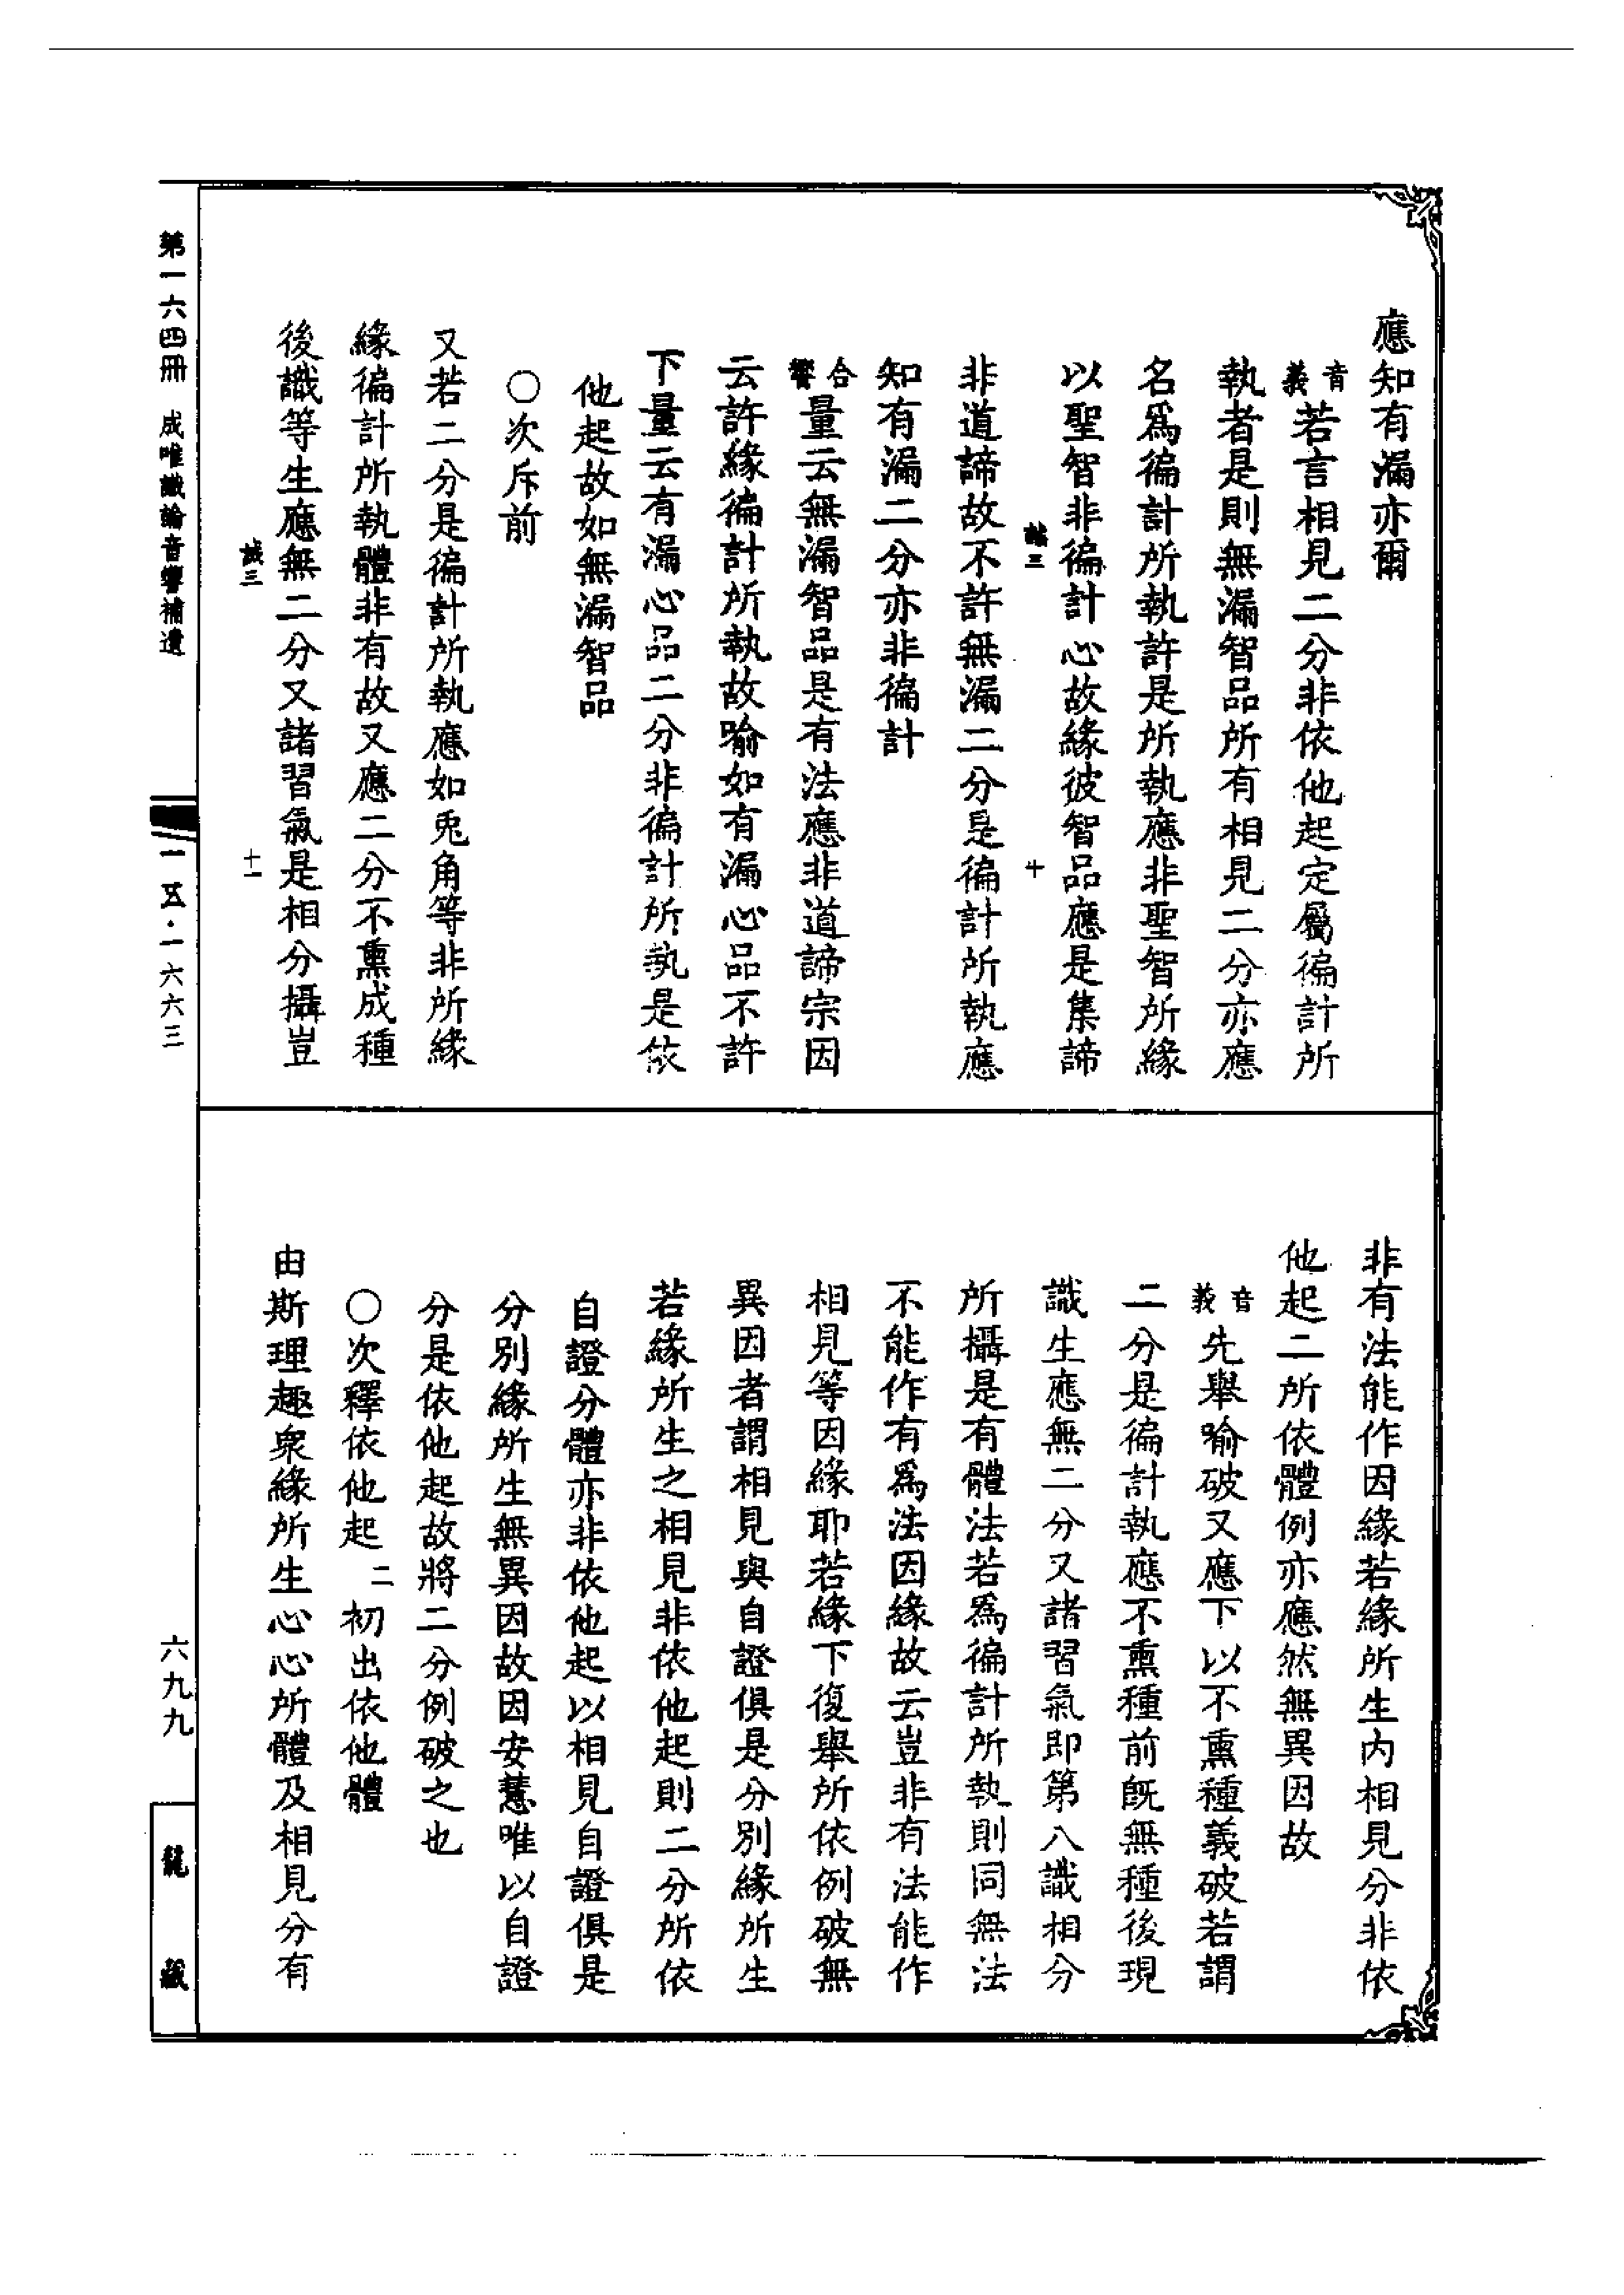 應知有漏亦爾
音義若言相見二分非依他起定屬徧計所
執者是則無漏智品所有相見二分亦應
名爲徧計所執許是所執應非聖智所緣
以聖智非徧計心故緣彼智品應是集諦
誠三
十
非道諦故不許無漏二分是徧計所執應
知有漏二分亦非徧計
合響量云無漏智品是有法應非道諦宗因
云許緣徧計所執故喻如有漏心品不許
下量云有漏心品二分非徧計所執是依
他起故如無漏智品
○次斥前
又若二分是徧計所執應如兎角等非所緣
緣徧計所執體非有故又應二分不熏成種
後識等生應無二分又諸習氣是相分攝豈
誠三
十一
非有法能作因緣若緣所生內相見分非依
他起二所依體例亦應然無異因故
音義先舉喻破又應下以不熏種義破若謂
二分是徧計執應不熏種前旣無種後現
識生應無二分又諸習氣即第八識相分
所攝是有體法若爲徧計所執則同無法
不能作有爲法因緣故云豈非有法能作
相見等因緣耶若緣下復舉所依例破無
異因者謂相見與自證俱是分別緣所生
若緣所生之相見非依他起則二分所依
自證分體亦非依他起以相見自證俱是
分別緣所生無異因故因安慧唯以自證
分是依他起故將二分例破之也
○次釋依他起二 初出依他體
由斯理趣衆緣所生心心所體及相見分有
第一六四冊 成唯識論音響補遺
一五·一六六三
六九九
龍藏